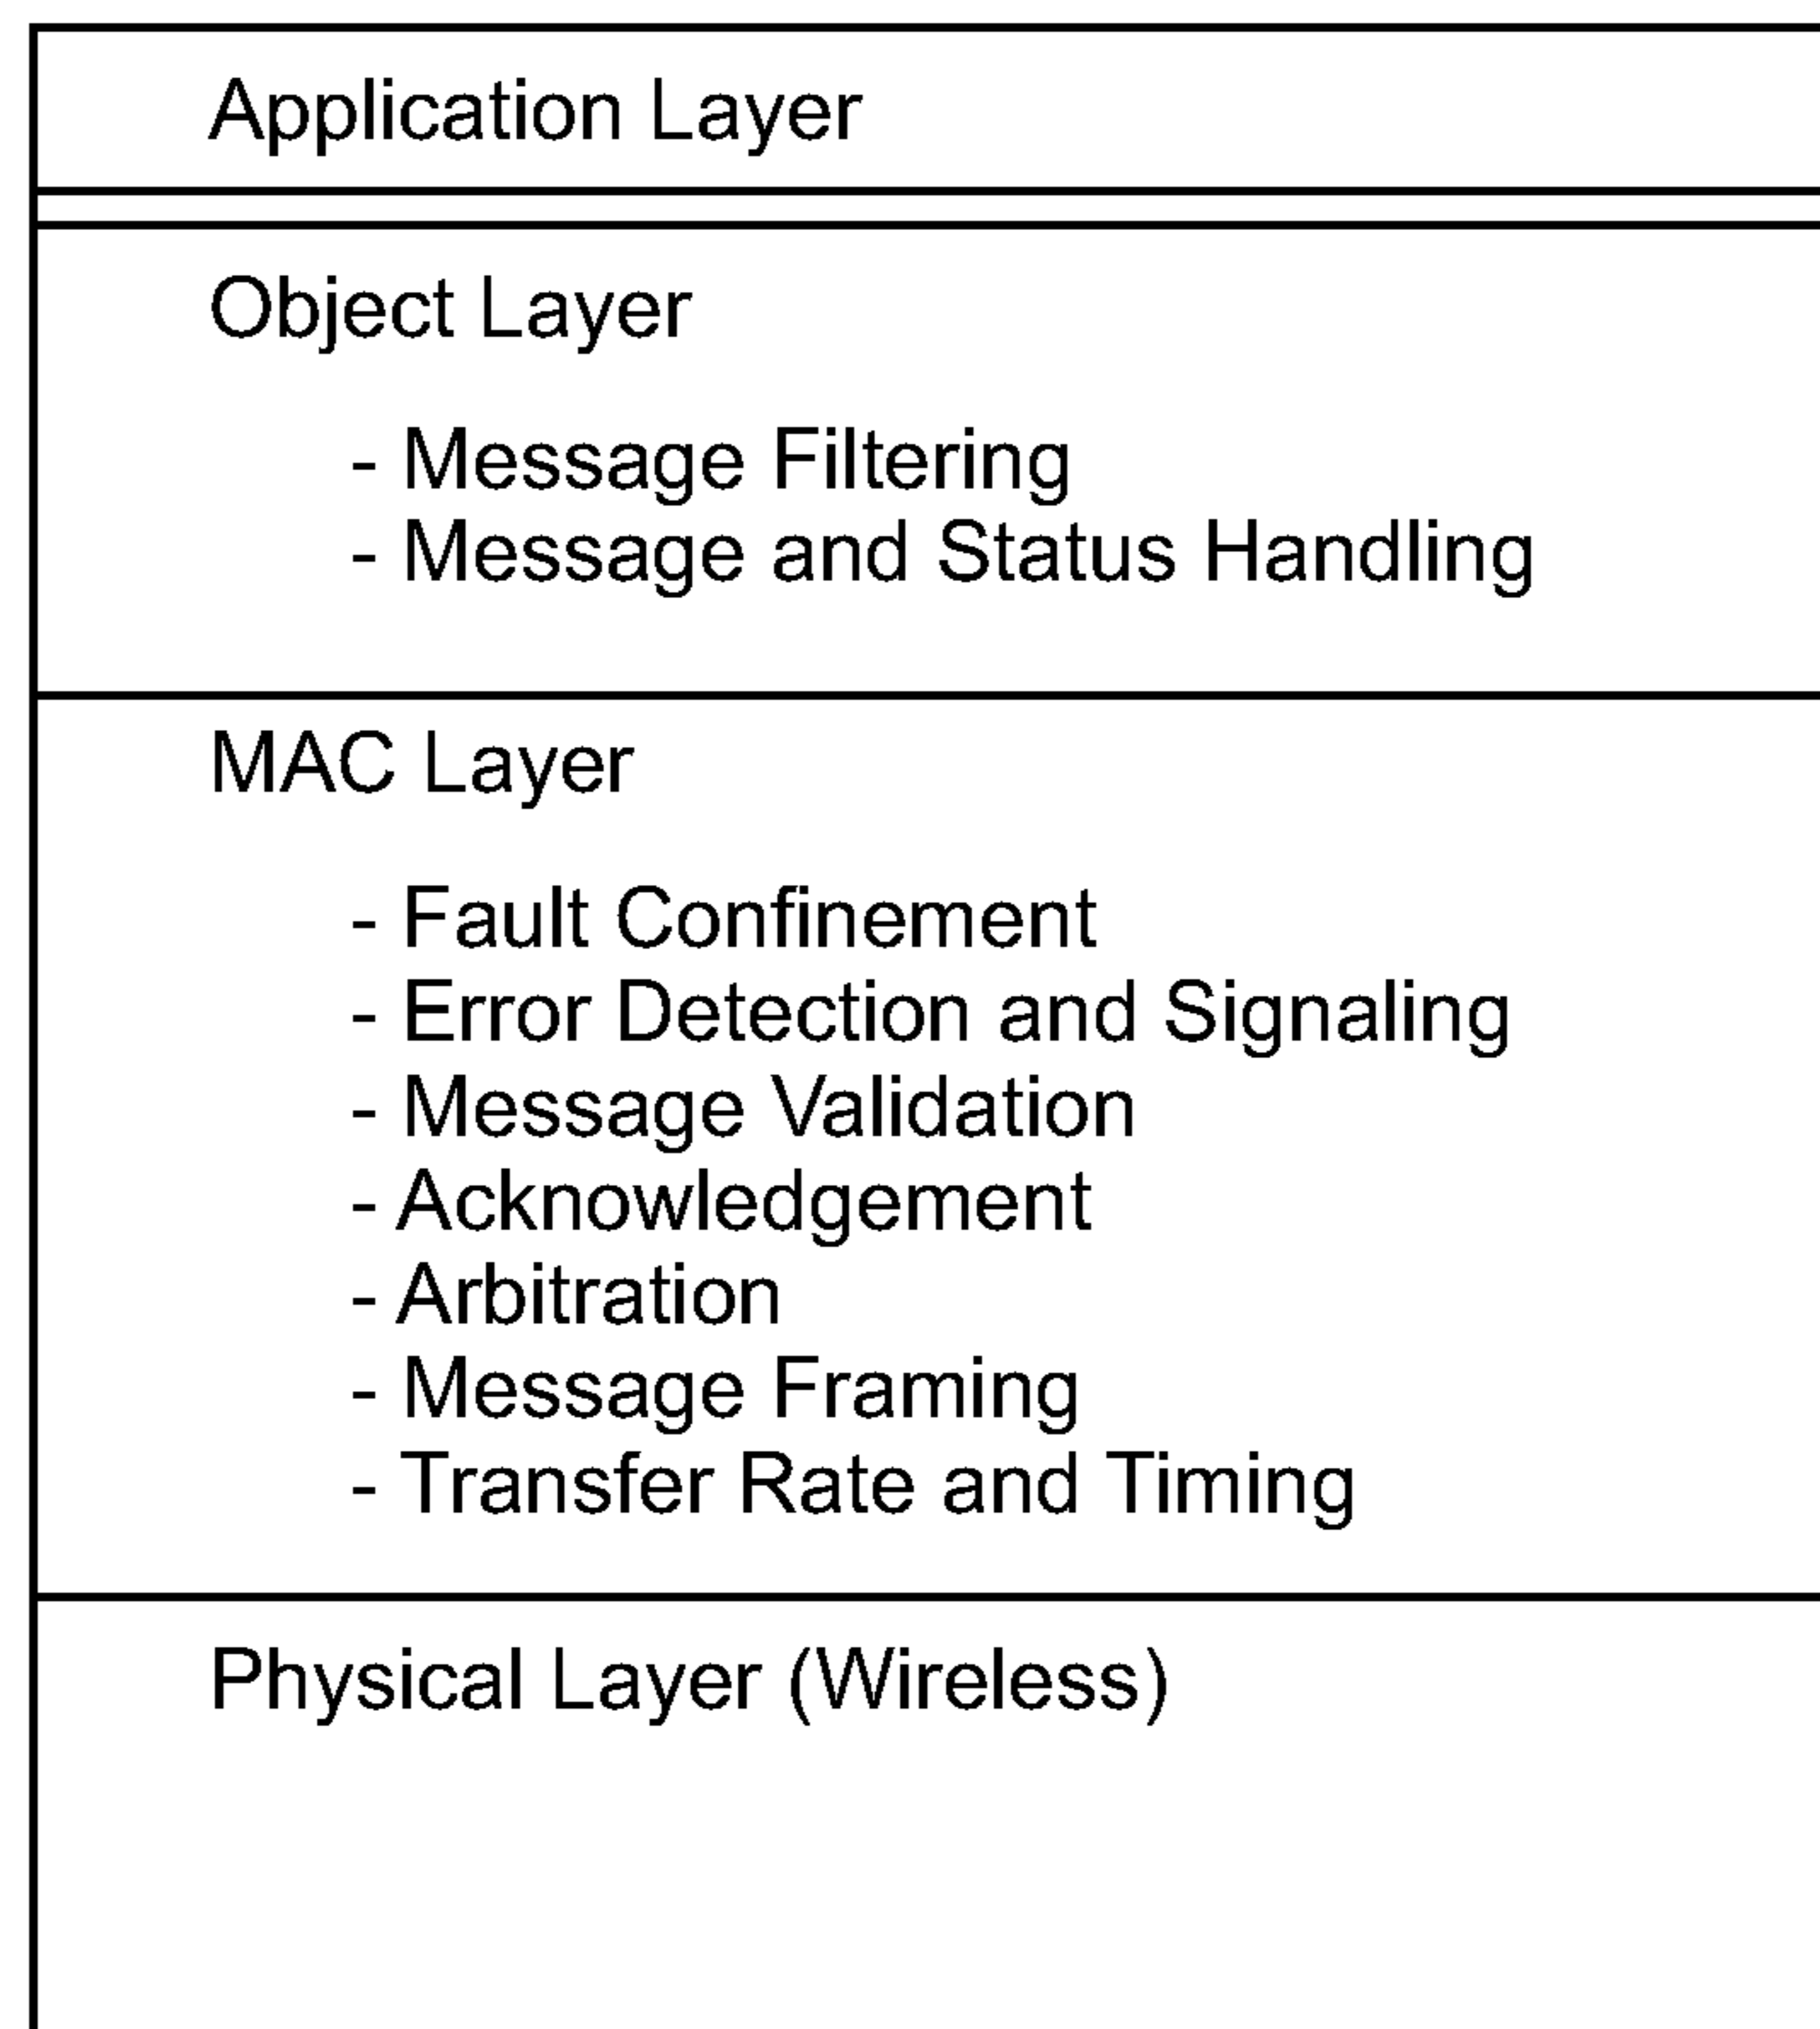 Application Layer
Object Layer
- Message Filtering
- Message and Status Handling
MAC Layer
- Fault Confinement
- Error Detection and Signaling
- Message Validation
- Acknowledgement
- Arbitration
- Message Framing
- Transfer Rate and Timing
Physical Layer (Wireless)